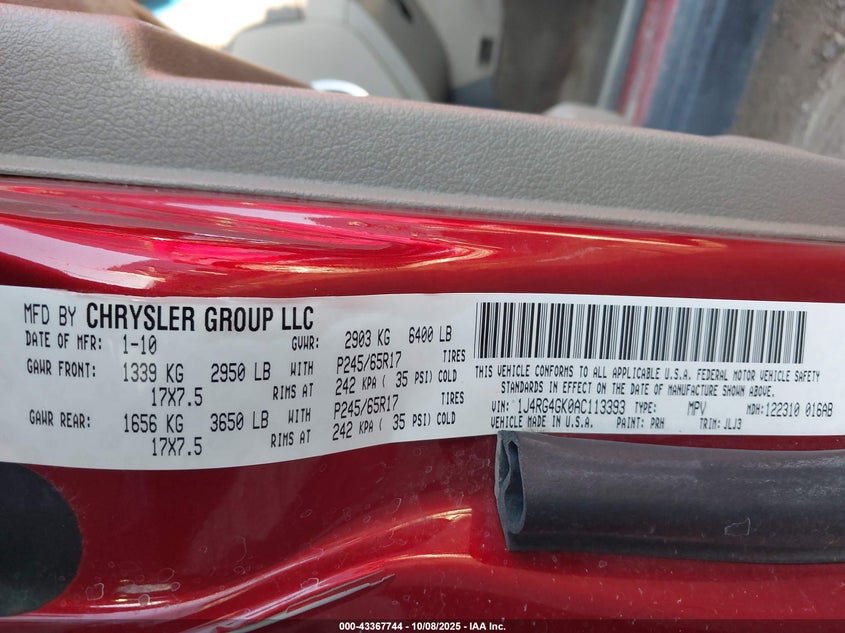 MFD BY CHRYSLER GROUP LLC
DATE OF MFR: 1-10 GVWR: 2903 KG 6400 LB
GAWR FRONT: 1339 KG 2950 LB WITH P245/65R17 TIRES
17X7.5 RIMS AT 242 KPA ( 35 PSI) COLD
GAWR REAR: 1656 KG 3650 LB WITH P245/65R17 TIRES
17X7.5 RIMS AT 242 KPA ( 35 PSI) COLD
THIS VEHICLE CONFORMS TO ALL APPLICABLE U.S.A. FEDERAL MOTOR VEHICLE SAFETY
STANDARDS IN EFFECT ON THE DATE OF MANUFACTURE SHOWN ABOVE.
VIN: 1J4RG4GK0AC113393 TYPE: MPV MDH: 122310 016AB
VEHICLE MADE IN U.S.A. PAINT: PRH TRIM: JLJ3
000-43367744 - 10/08/2025 - IAA Inc.